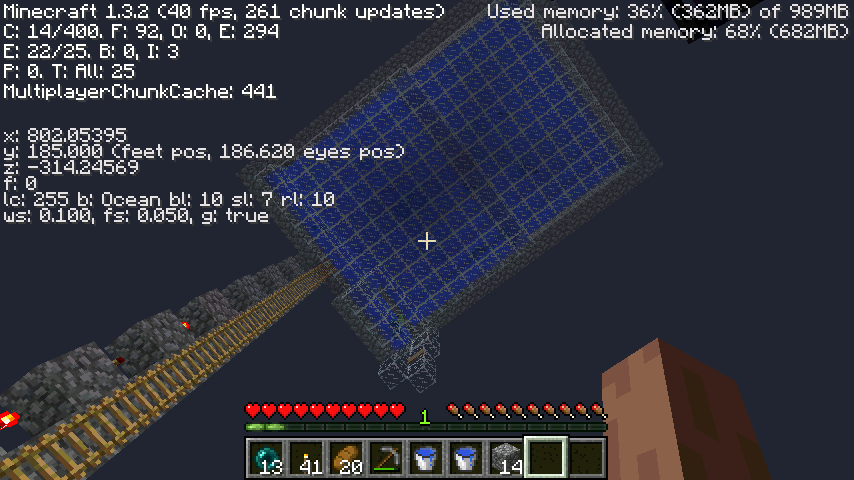 Minecraft 1.3.2 (40 fps, 261 chunk updates)
Used memory: 36% (362MB) of 989MB
C: 14/400. F: 92, O: 0, E: 294
Allocated memory: 68% (682MB)
E: 22/25. B: 0, I: 3
P: 0. T: All: 25
MultiplayerChunkCache: 441
x: 802.05395
y: 185.000 (feet pos, 186.620 eyes pos)
z: -314.24569
f: 0
lc: 255 b: Ocean bl: 10 sl: 7 rl: 10
ws: 0.100, fs: 0.050, g: true
1
13 41 20 14